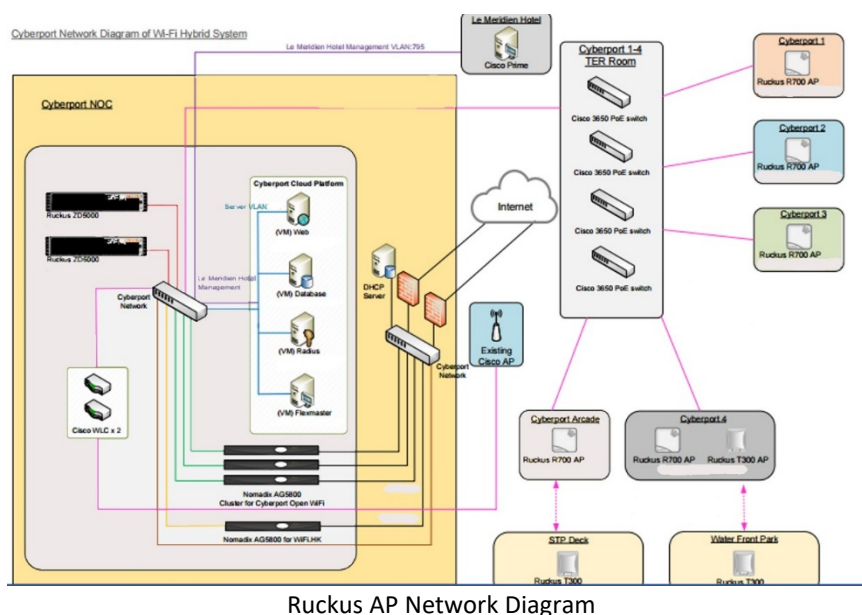 Cyberport Network Diagram of Wi-Fi Hybrid System
Le Meridien Hotel Management VLAN:795
Le Meridien Hotel
Cisco Prime
Cyberport 1-4
TER Room
Cisco 3650 PoE switch
Cisco 3650 PoE switch
Cisco 3650 PoE switch
Cisco 3650 PoE switch
Cyberport 1
Ruckus R700 AP
Cyberport 2
Ruckus R700 AP
Cyberport 3
Ruckus R700 AP
Cyberport NOC
Ruckus ZD5000
Ruckus ZD5000
Cyberport Cloud Platform
Server VLAN
(VM) Web
(VM) Database
(VM) Radius
(VM) Flexmaster
Le Meridien Hotel
Management
Cyberport
Network
Cisco WLC x 2
Internet
DHCP
Server
Cyberport
Network
Existing
Cisco AP
Nomadix AG5800
Cluster for Cyberport Open WiFi
Nomadix AG5800 for WiFi.HK
Cyberport Arcade
Ruckus R700 AP
Cyberport 4
Ruckus R700 AP
Ruckus T300 AP
STP Deck
Ruckus T300
Water Front Park
Ruckus T300
Ruckus AP Network Diagram